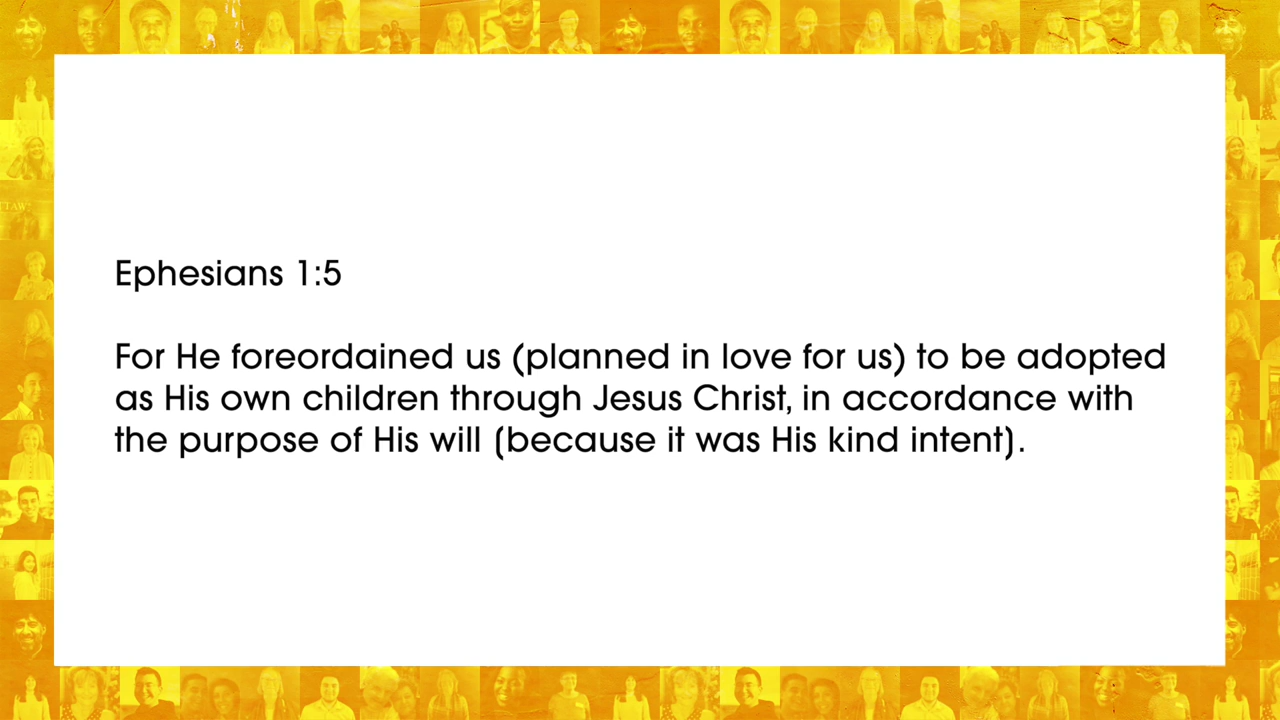 Ephesians 1:5
For He foreordained us (planned in love for us) to be adopted
as His own children through Jesus Christ, in accordance with
the purpose of His will (because it was His kind intent).